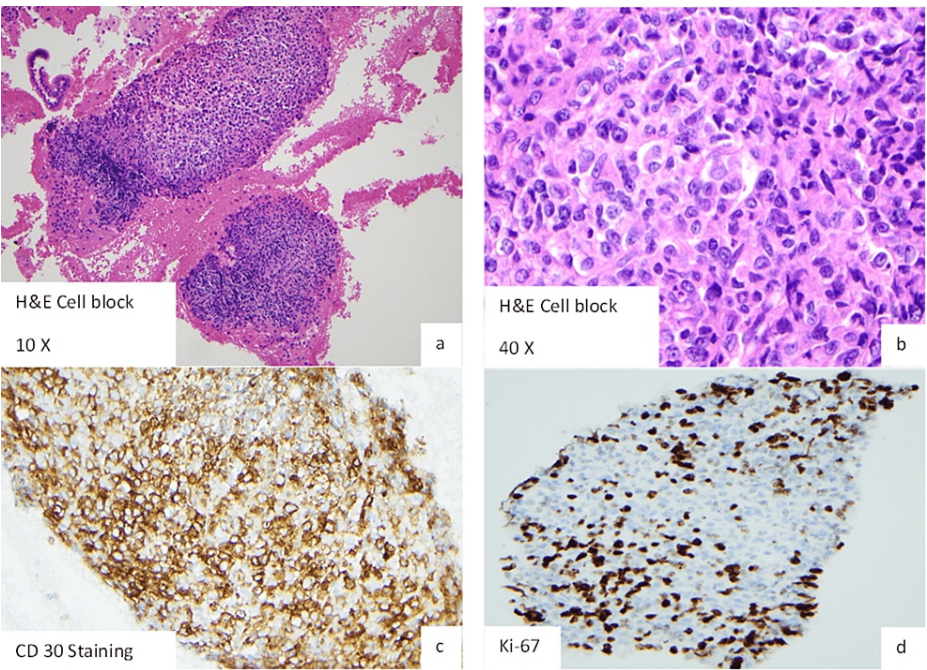 H&E Cell block
10 X
a
H&E Cell block
40 X
b
CD 30 Staining
c
Ki-67
d